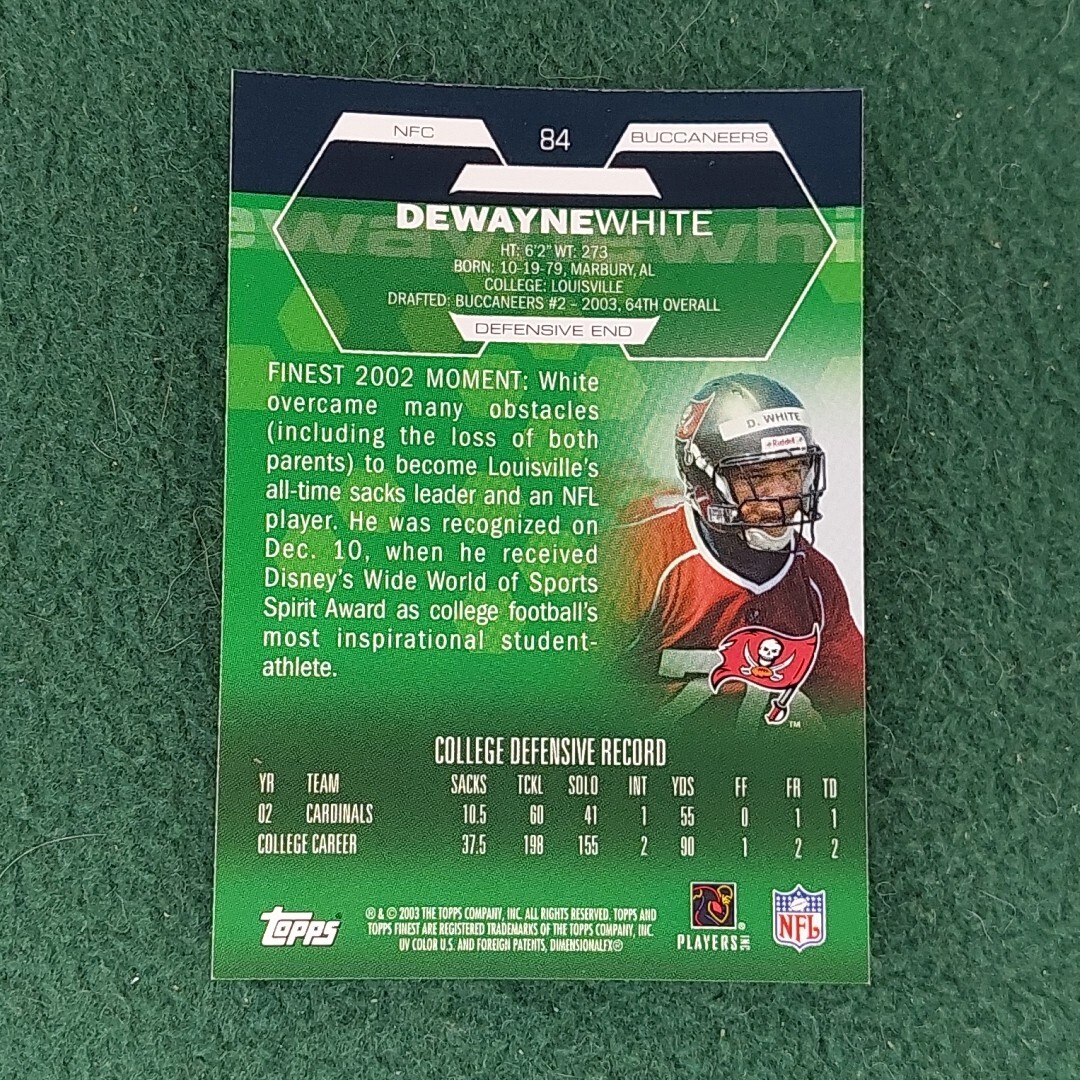 NFC
84
BUCCANEERS
DEWAYNEWHITE
HT: 6'2" WT: 273
BORN: 10-19-79, MARBURY, AL
COLLEGE: LOUISVILLE
DRAFTED: BUCCANEERS #2 – 2003, 64TH OVERALL
DEFENSIVE END
FINEST 2002 MOMENT: White
overcame many obstacles
(including the loss of both
parents) to become Louisville's
all-time sacks leader and an NFL
player. He was recognized on
Dec. 10, when he received
Disney's Wide World of Sports
Spirit Award as college football's
most inspirational student-
athlete.
D. WHITE
Riddell
TM
COLLEGE DEFENSIVE RECORD
YR TEAM SACKS TCKL SOLO INT YDS FF FR TD
02 CARDINALS 10.5 60 41 1 55 0 1 1
COLLEGE CAREER 37.5 198 155 2 90 1 2 2
Topps®
® & © 2003 THE TOPPS COMPANY, INC. ALL RIGHTS RESERVED. TOPPS AND
TOPPS FINEST ARE REGISTERED TRADEMARKS OF THE TOPPS COMPANY, INC.
UV COLOR U.S. AND FOREIGN PATENTS, DIMENSIONALFX®
PLAYERS INC
NFL